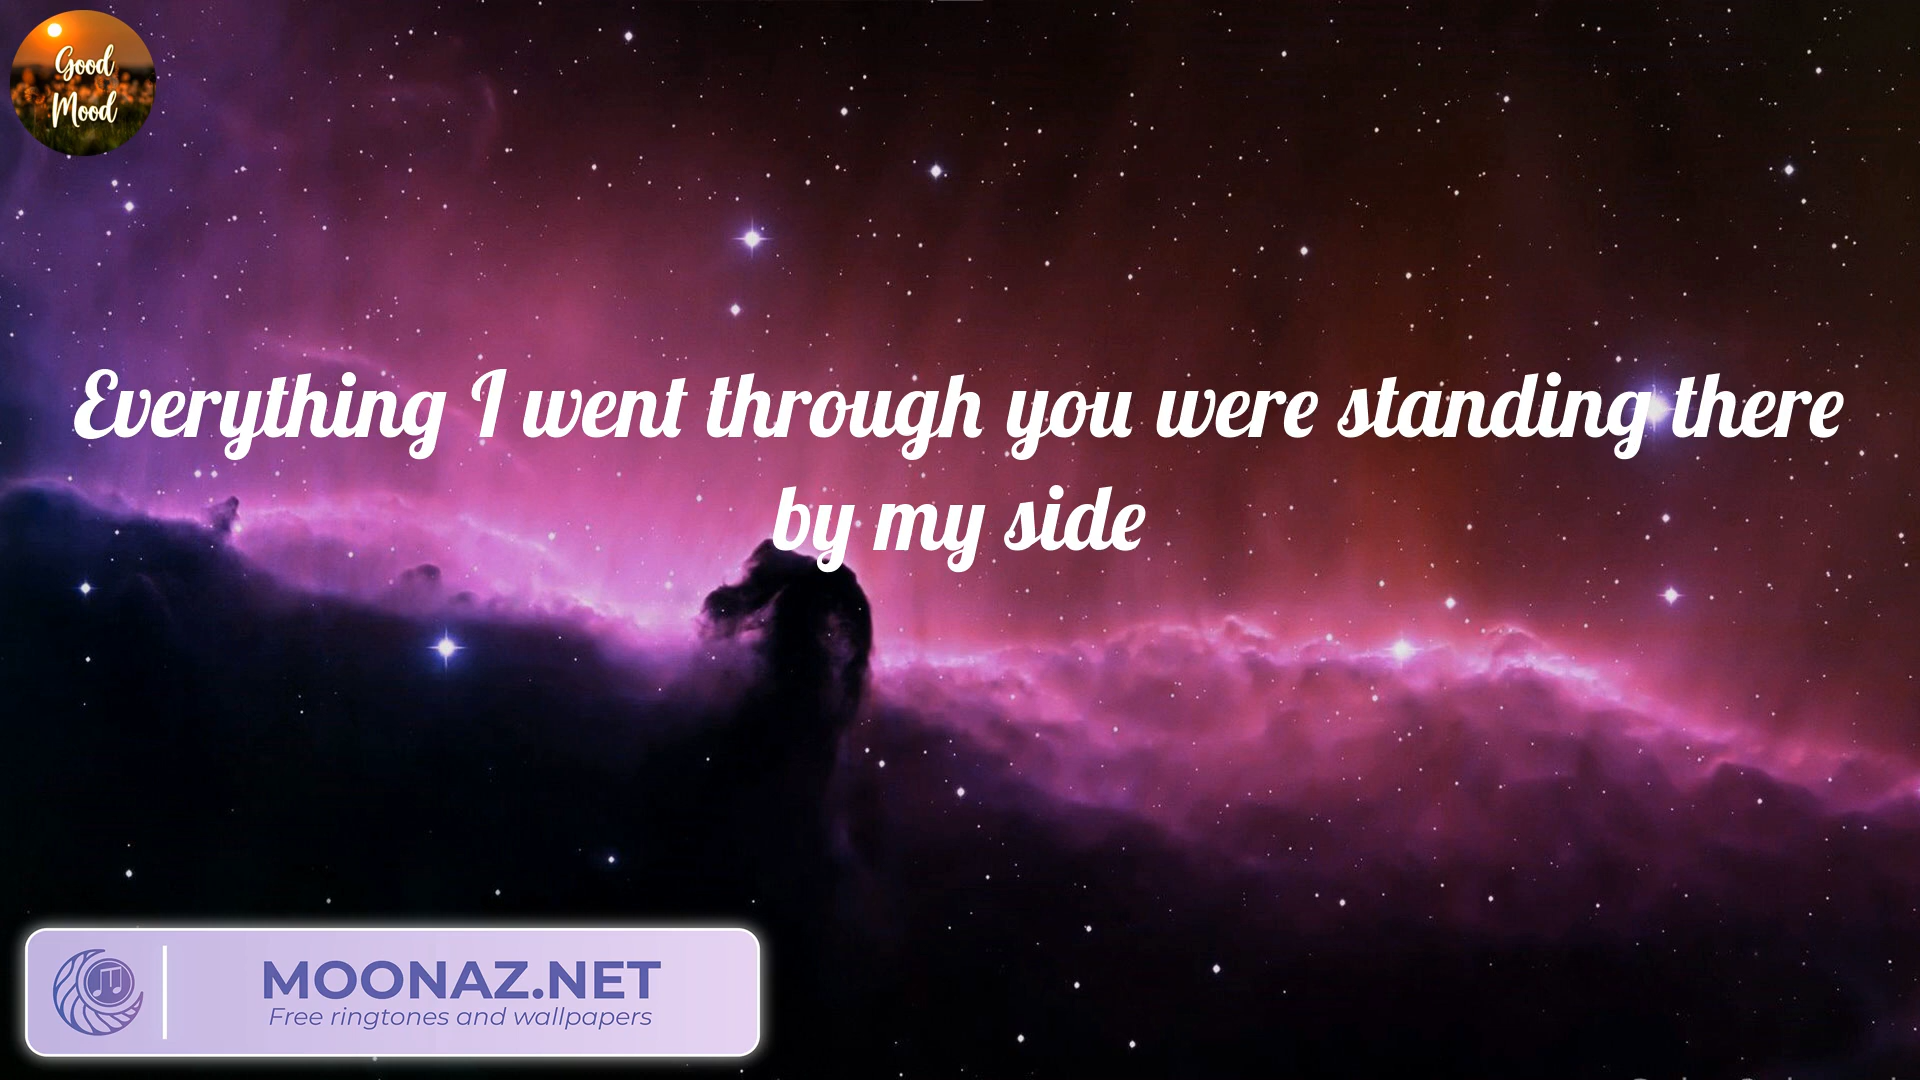 Good
Mood
Everything I went through you were standing there
by my side
MOONAZ.NET
Free ringtones and wallpapers